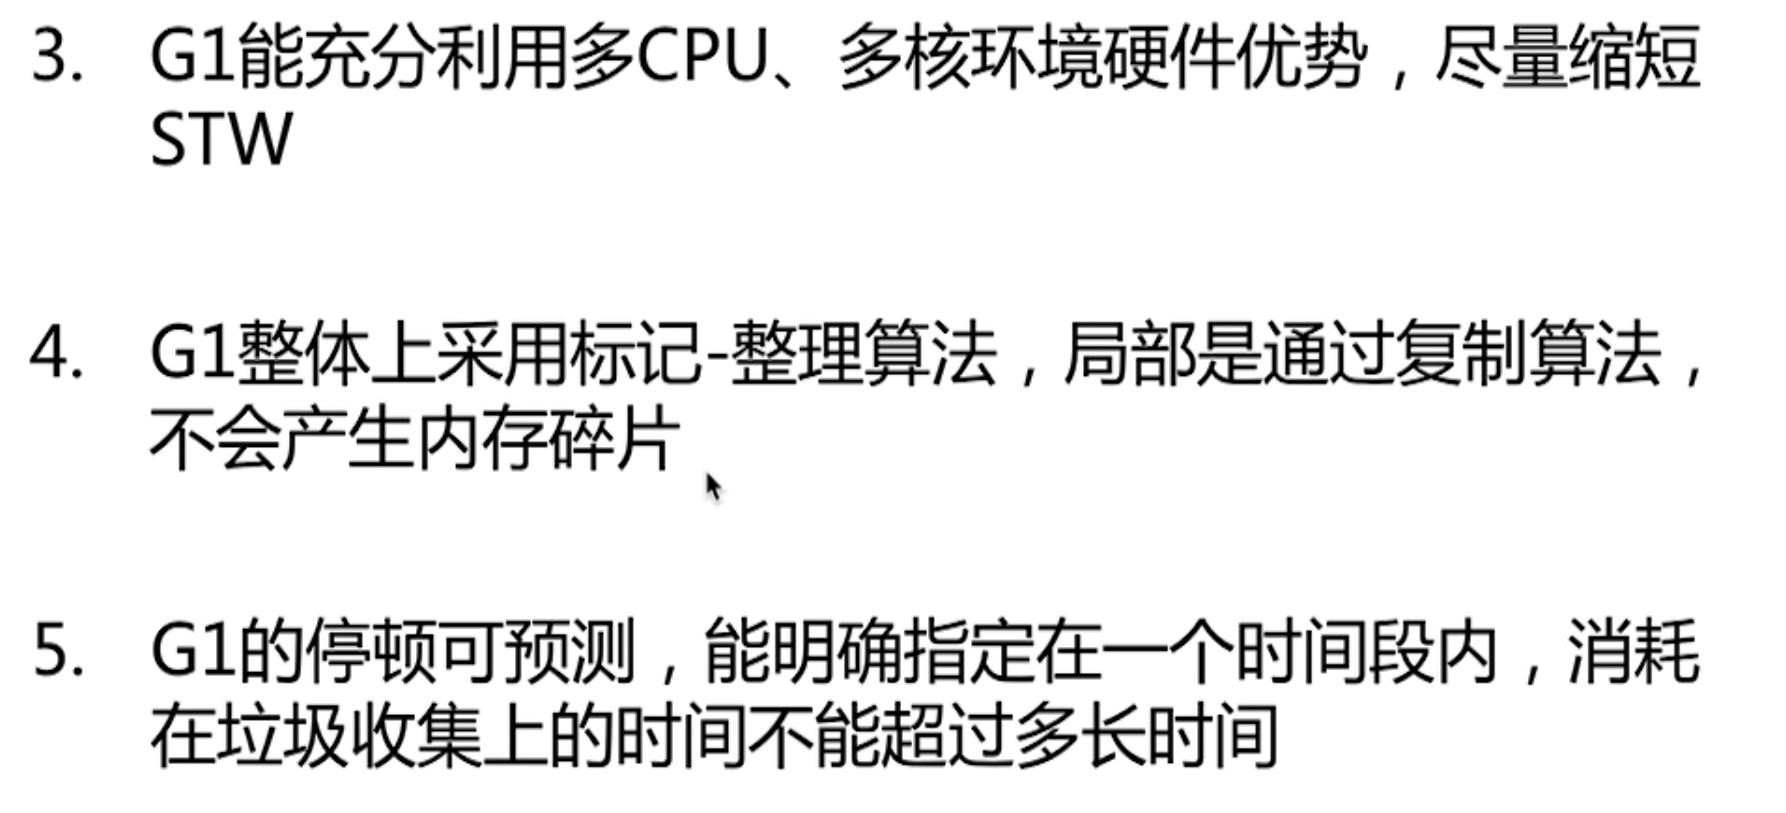 3. G1能充分利用多CPU、多核环境硬件优势，尽量缩短
STW
4. G1整体上采用标记-整理算法，局部是通过复制算法，
不会产生内存碎片
5. G1的停顿可预测，能明确指定在一个时间段内，消耗
在垃圾收集上的时间不能超过多长时间